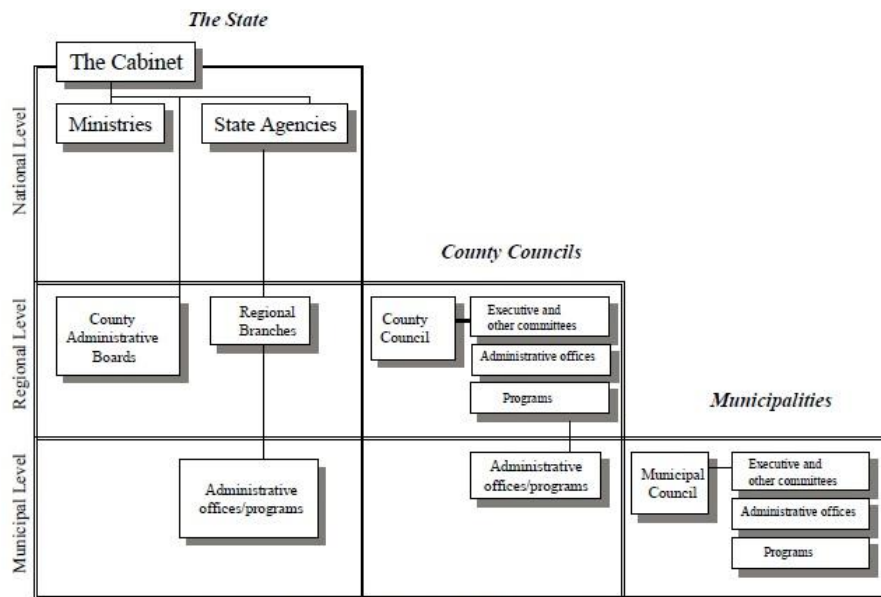 The State
The Cabinet
Ministries
State Agencies
National Level
County Councils
County
Administrative
Boards
Regional
Branches
County
Council
Executive and
other committees
Administrative offices
Programs
Regional Level
Municipalities
Administrative
offices/programs
Administrative
offices/programs
Municipal
Council
Executive and
other committees
Administrative offices
Programs
Municipal Level